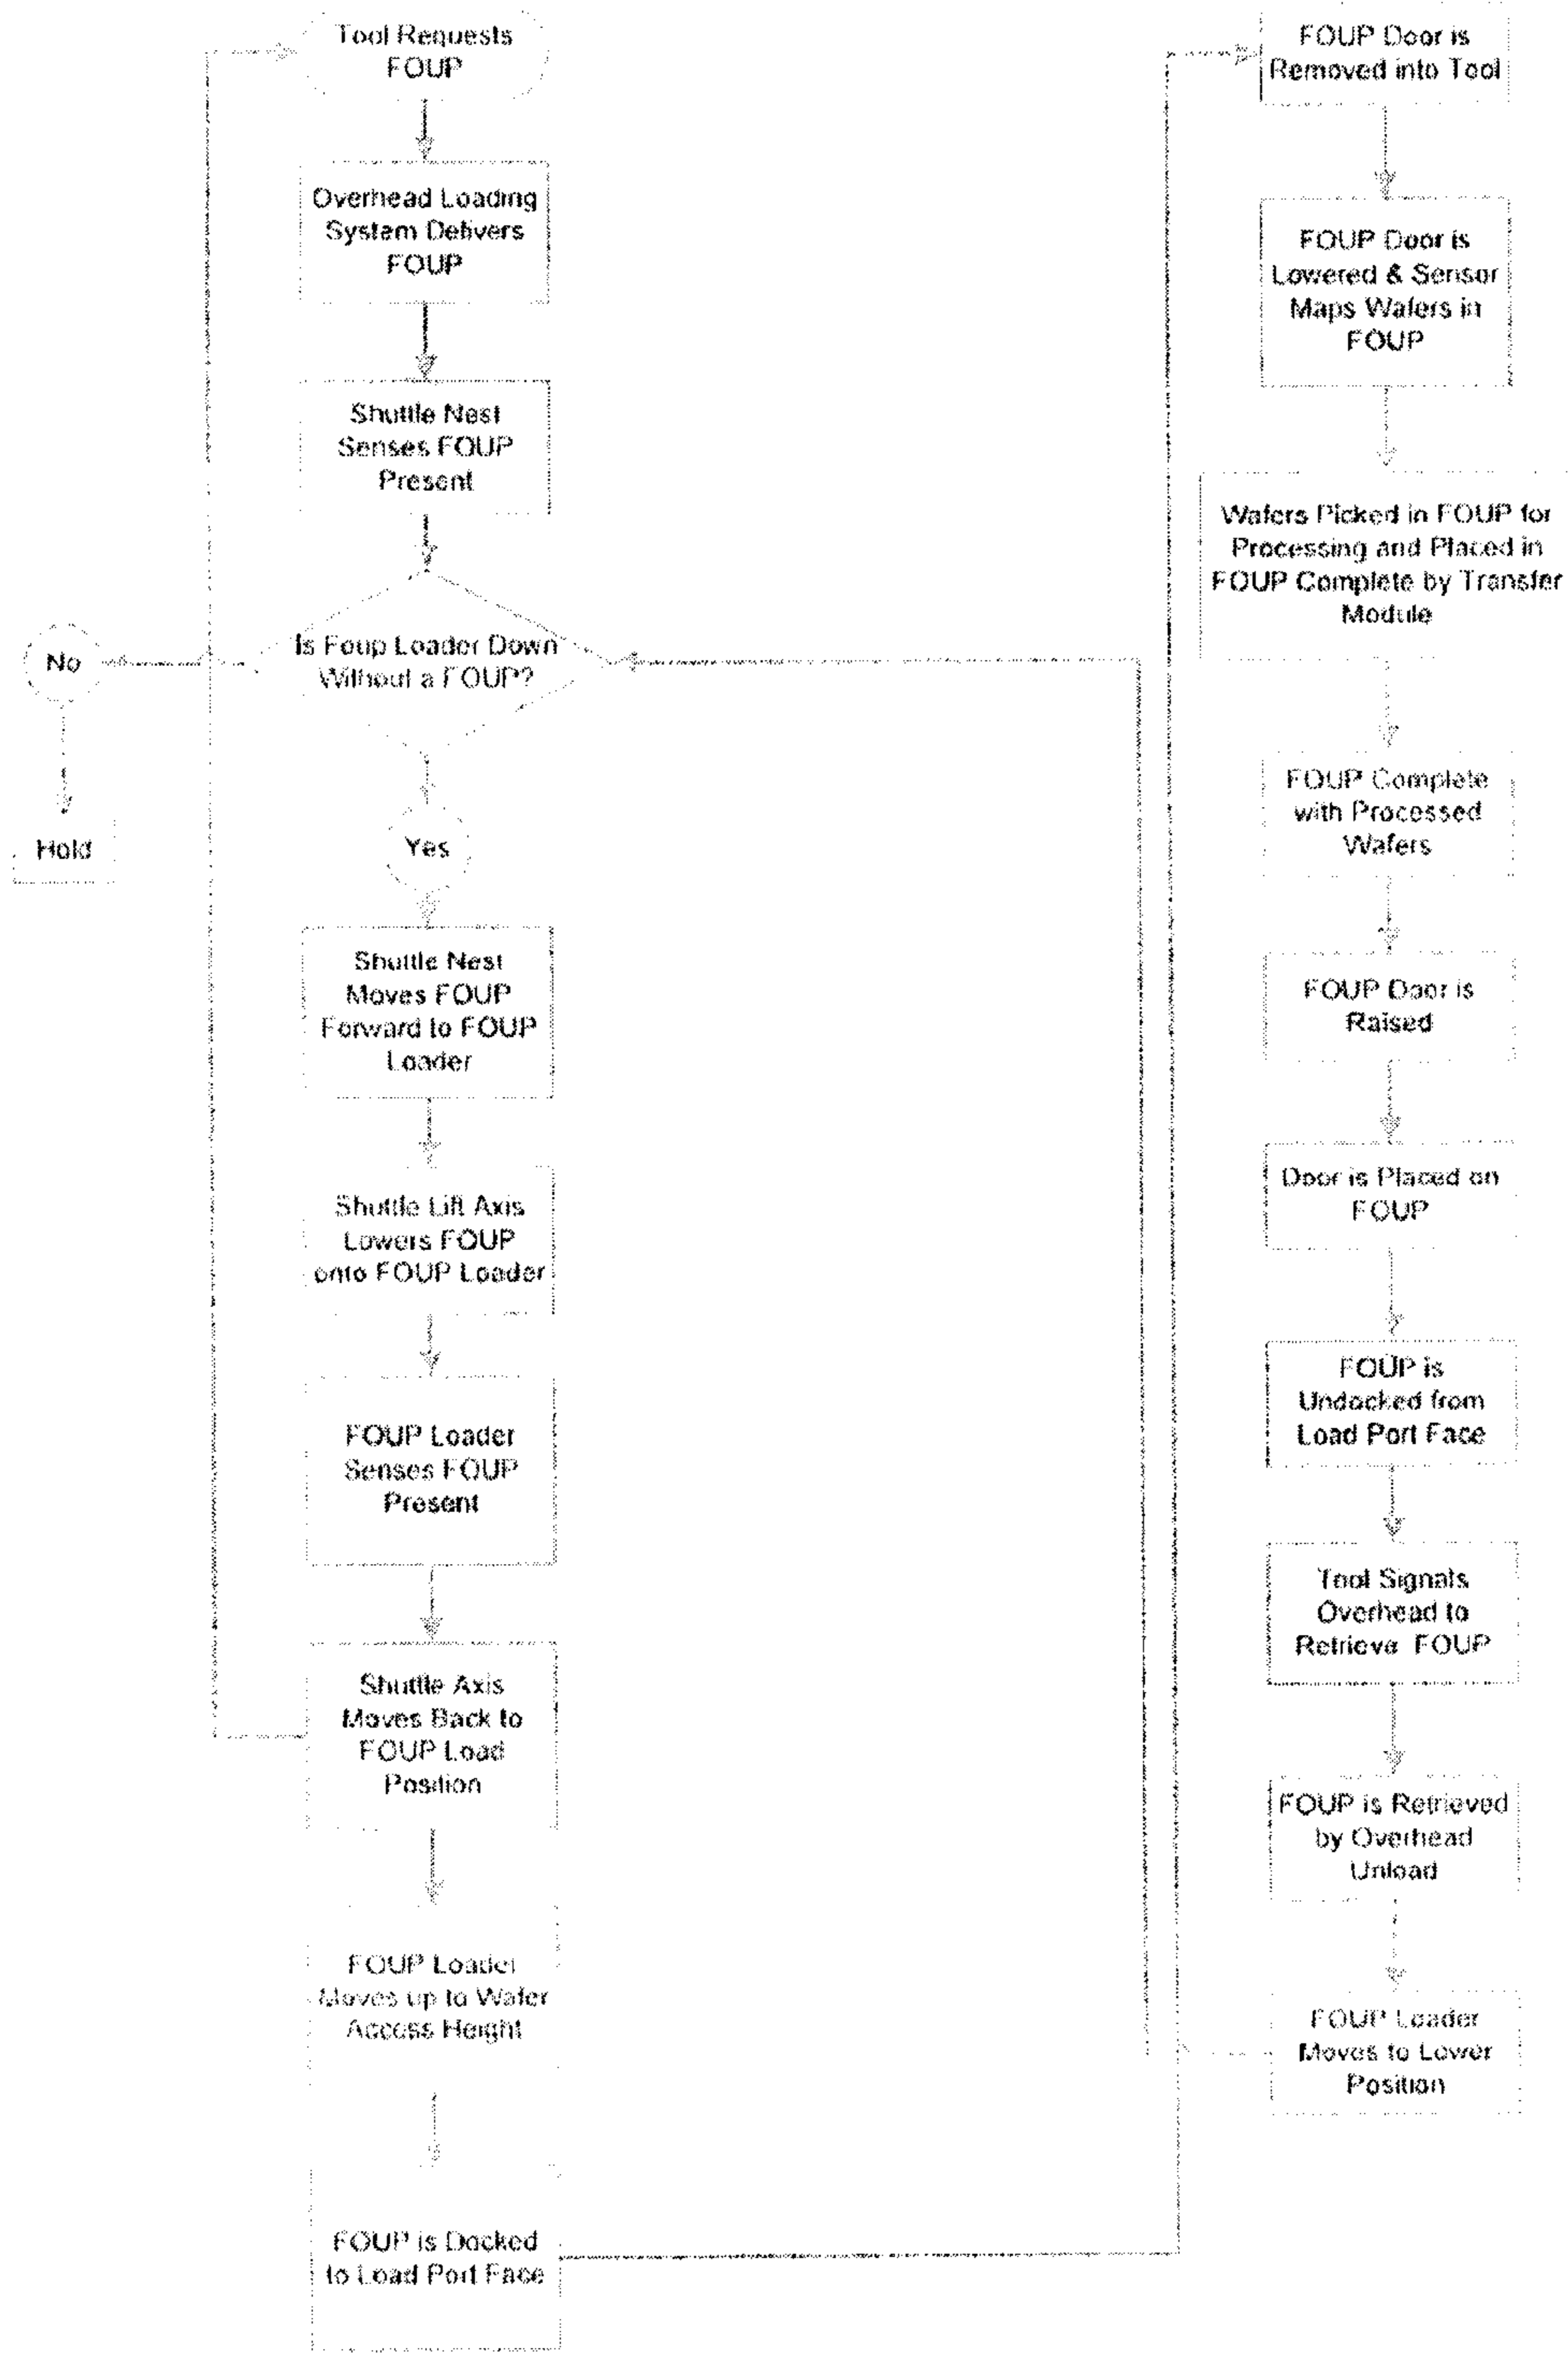 Tool Requests
FOUP
Overhead Loading
System Delivers
FOUP
Shuttle Nest
Senses FOUP
Present
Is Foup Loader Down
Without a FOUP?
No
Hold
Yes
Shuttle Nest
Moves FOUP
Forward to FOUP
Loader
Shuttle Lift Axis
Lowers FOUP
onto FOUP Loader
FOUP Loader
Senses FOUP
Present
Shuttle Axis
Moves Back to
FOUP Load
Position
FOUP Loader
Moves up to Wafer
Access Height
FOUP is Docked
to Load Port Face
FOUP Door is
Removed into Tool
FOUP Door is
Lowered & Sensor
Maps Wafers in
FOUP
Wafers Picked in FOUP for
Processing and Placed in
FOUP Complete by Transfer
Module
FOUP Complete
with Processed
Wafers
FOUP Door is
Raised
Door is Placed on
FOUP
FOUP is
Undocked from
Load Port Face
Tool Signals
Overhead to
Retrieve FOUP
FOUP is Retrieved
by Overhead
Unload
FOUP Loader
Moves to Lower
Position